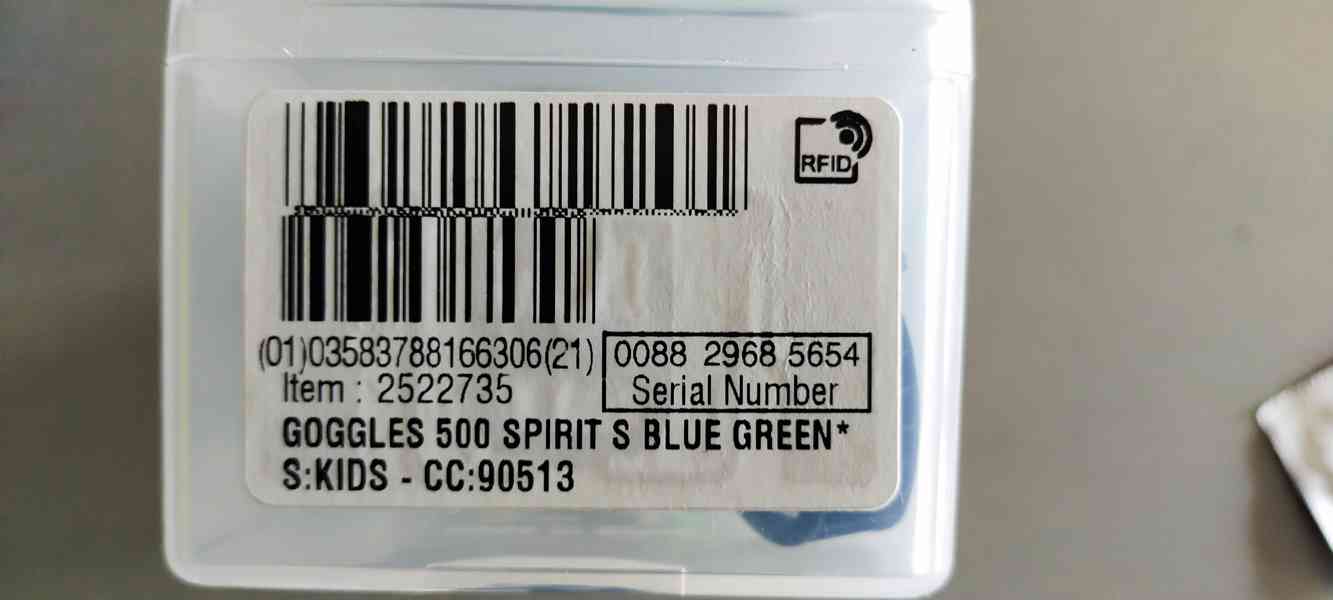 RFID
(01)03583788166306(21) 0088 2968 5654
Item : 2522735 Serial Number
GOGGLES 500 SPIRIT S BLUE GREEN*
S:KIDS - CC:90513